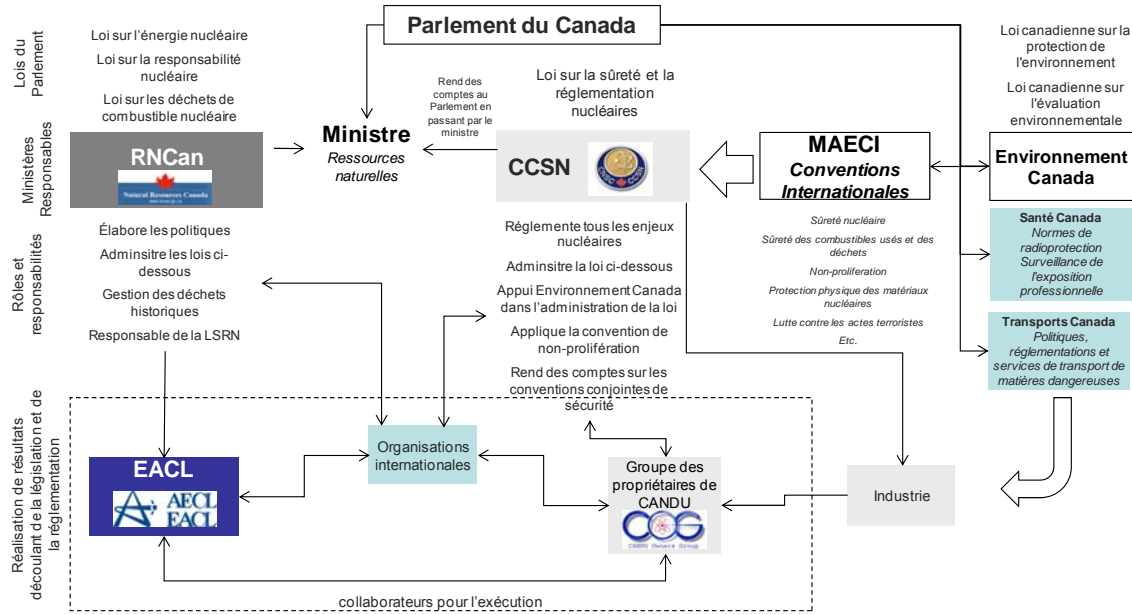 Parlement du Canada
Lois du
Parlement
Loi sur l'énergie nucléaire
Loi sur la responsabilité
nucléaire
Loi sur les déchets de
combustible nucléaire
Rend des
comptes au
Parlement en
passant par le
ministre
Loi sur la sûreté et la
réglementation
nucléaires
Loi canadienne sur la
protection de
l'environnement
Loi canadienne sur
l'évaluation
environnementale
Ministères
Responsables
RNCan
Natural Resources Canada
Ministre
Ressources
naturelles
CCSN
CNSC CCSN
MAECI
Conventions
Internationales
Environnement
Canada
Rôles et
responsabilités
Élabore les politiques
Adminsitre les lois ci-
dessous
Gestion des déchets
historiques
Responsable de la LSRN
Réglemente tous les enjeux
nucléaires
Adminsitre la loi ci-dessous
Appui Environnement Canada
dans l'administration de la loi
Applique la convention de
non-prolifération
Rend des comptes sur les
conventions conjointes de
sécurité
Sûreté nucléaire
Sûreté des combustibles usés et des
déchets
Non-proliferation
Protection physique des matériaux
nucléaires
Lutte contre les actes terroristes
Etc.
Santé Canada
Normes de
radioprotection
Surveillance de
l'exposition
professionnelle
Transports Canada
Politiques,
réglementations et
services de transport de
matières dangereuses
Réalisation de résultats
découlant de la législation et de
la réglementation
EACL
AECL
EACL
Organisations
internationales
Groupe des
propriétaires de
CANDU
COG
CANDU Owners Group
Industrie
collaborateurs pour l'exécution